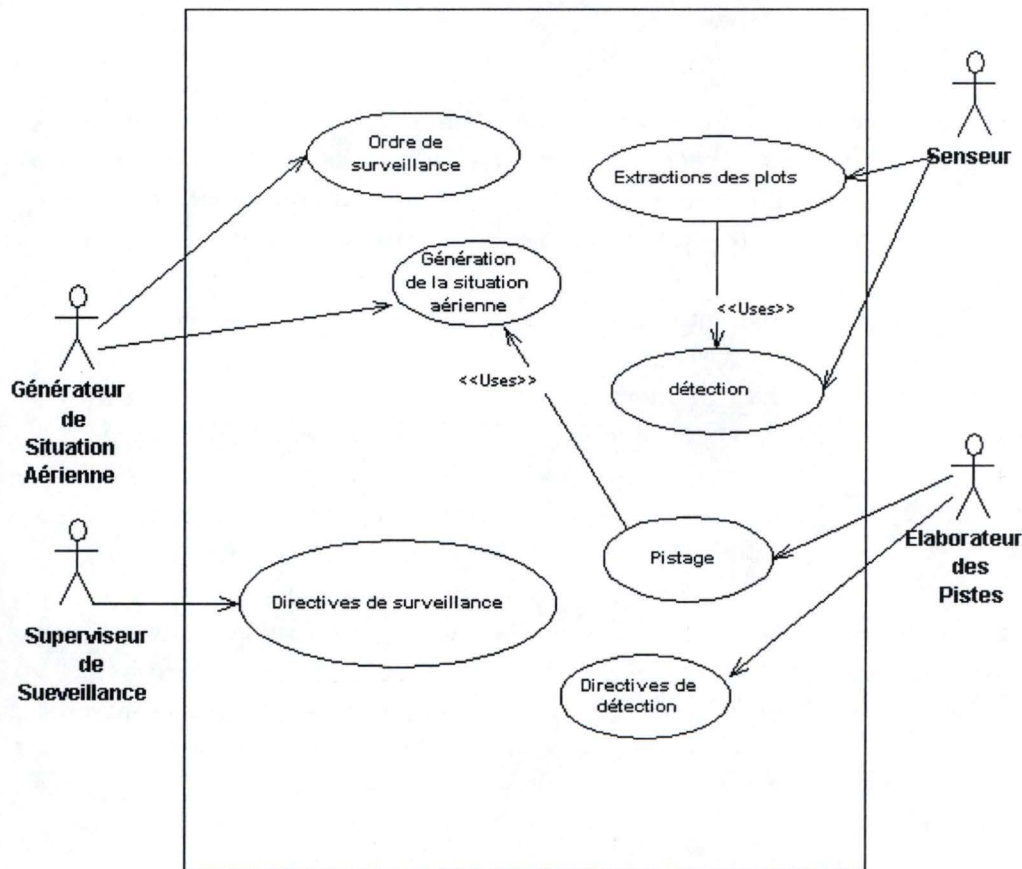 Ordre de
surveillance
Extractions des plots
Senseur
Génération
de la situation
aérienne
<<Uses>>
<<Uses>>
détection
Générateur
de
Situation
Aérienne
Pistage
Elaborateur
des
Pistes
Directives de surveillance
Superviseur
de
Sueveillance
Directives de
détection